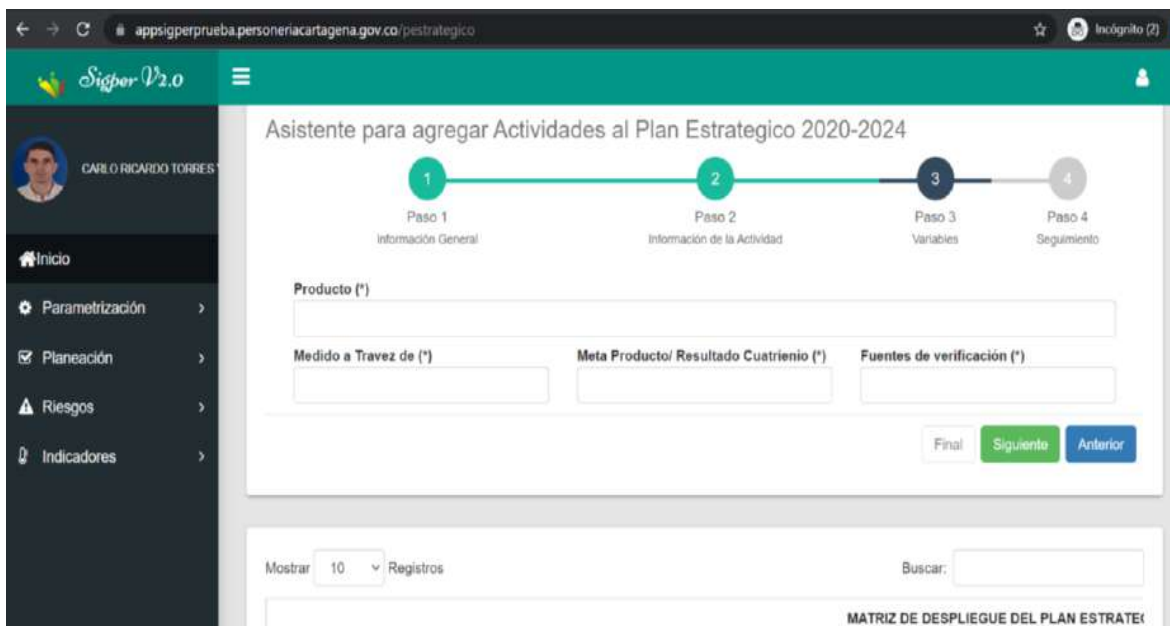 appsigperprueba.personeriacartagena.gov.co/pestrategico
Incógnito (2)
Sigper V2.0
CARLO RICARDO TORRES Y
Inicio
Parametrización
Planeación
Riesgos
Indicadores
Asistente para agregar Actividades al Plan Estrategico 2020-2024
1 2 3 4
Paso 1 Paso 2 Paso 3 Paso 4
Información General Información de la Actividad Variables Seguimiento
Producto (*)
Medido a Travez de (*) Meta Producto/ Resultado Cuatrienio (*) Fuentes de verificación (*)
Final Siguiente Anterior
Mostrar 10 Registros Buscar:
MATRIZ DE DESPLIEGUE DEL PLAN ESTRATEG